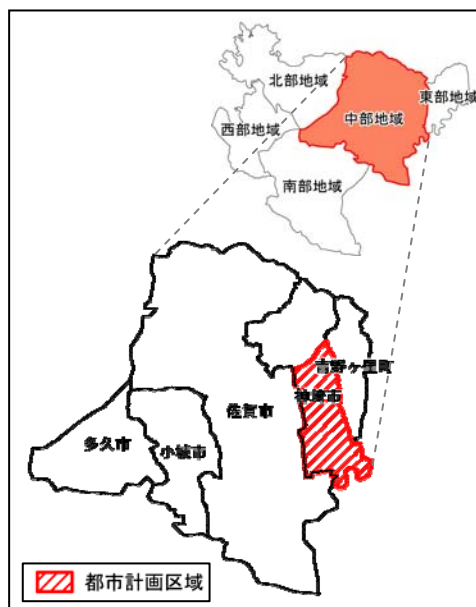 北部地域
東部地域
中部地域
西部地域
南部地域
吉野ヶ里町
神埼市
佐賀市
多久市
小城市
都市計画区域